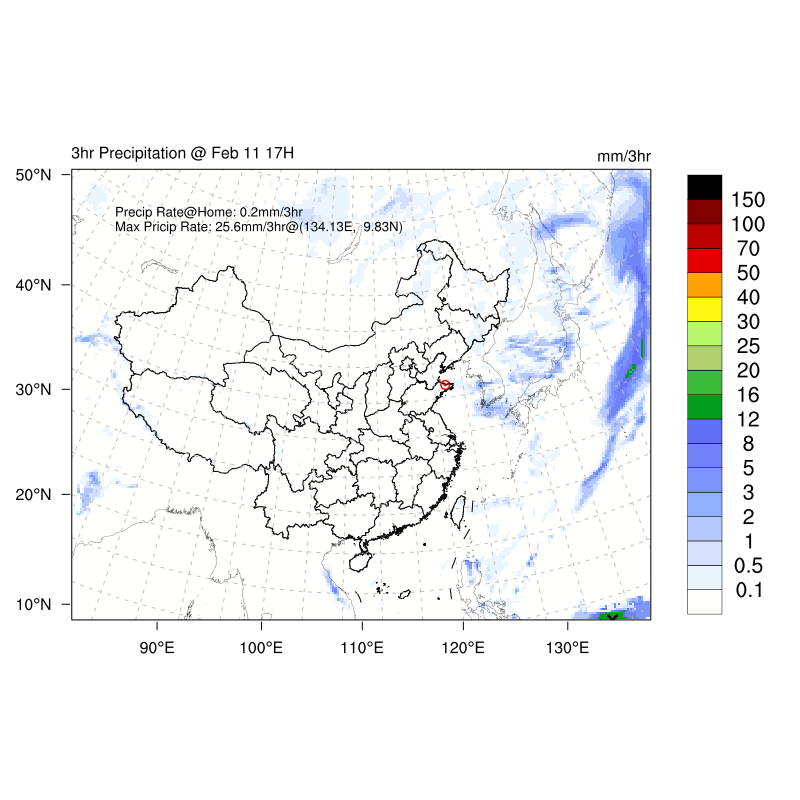 3hr Precipitation @ Feb 11 17H
mm/3hr
Precip Rate@Home: 0.2mm/3hr
Max Pricip Rate: 25.6mm/3hr@(134.13E, 9.83N)
50°N
40°N
30°N
20°N
10°N
90°E
100°E
110°E
120°E
130°E
150
100
70
50
40
30
25
20
16
12
8
5
3
2
1
0.5
0.1